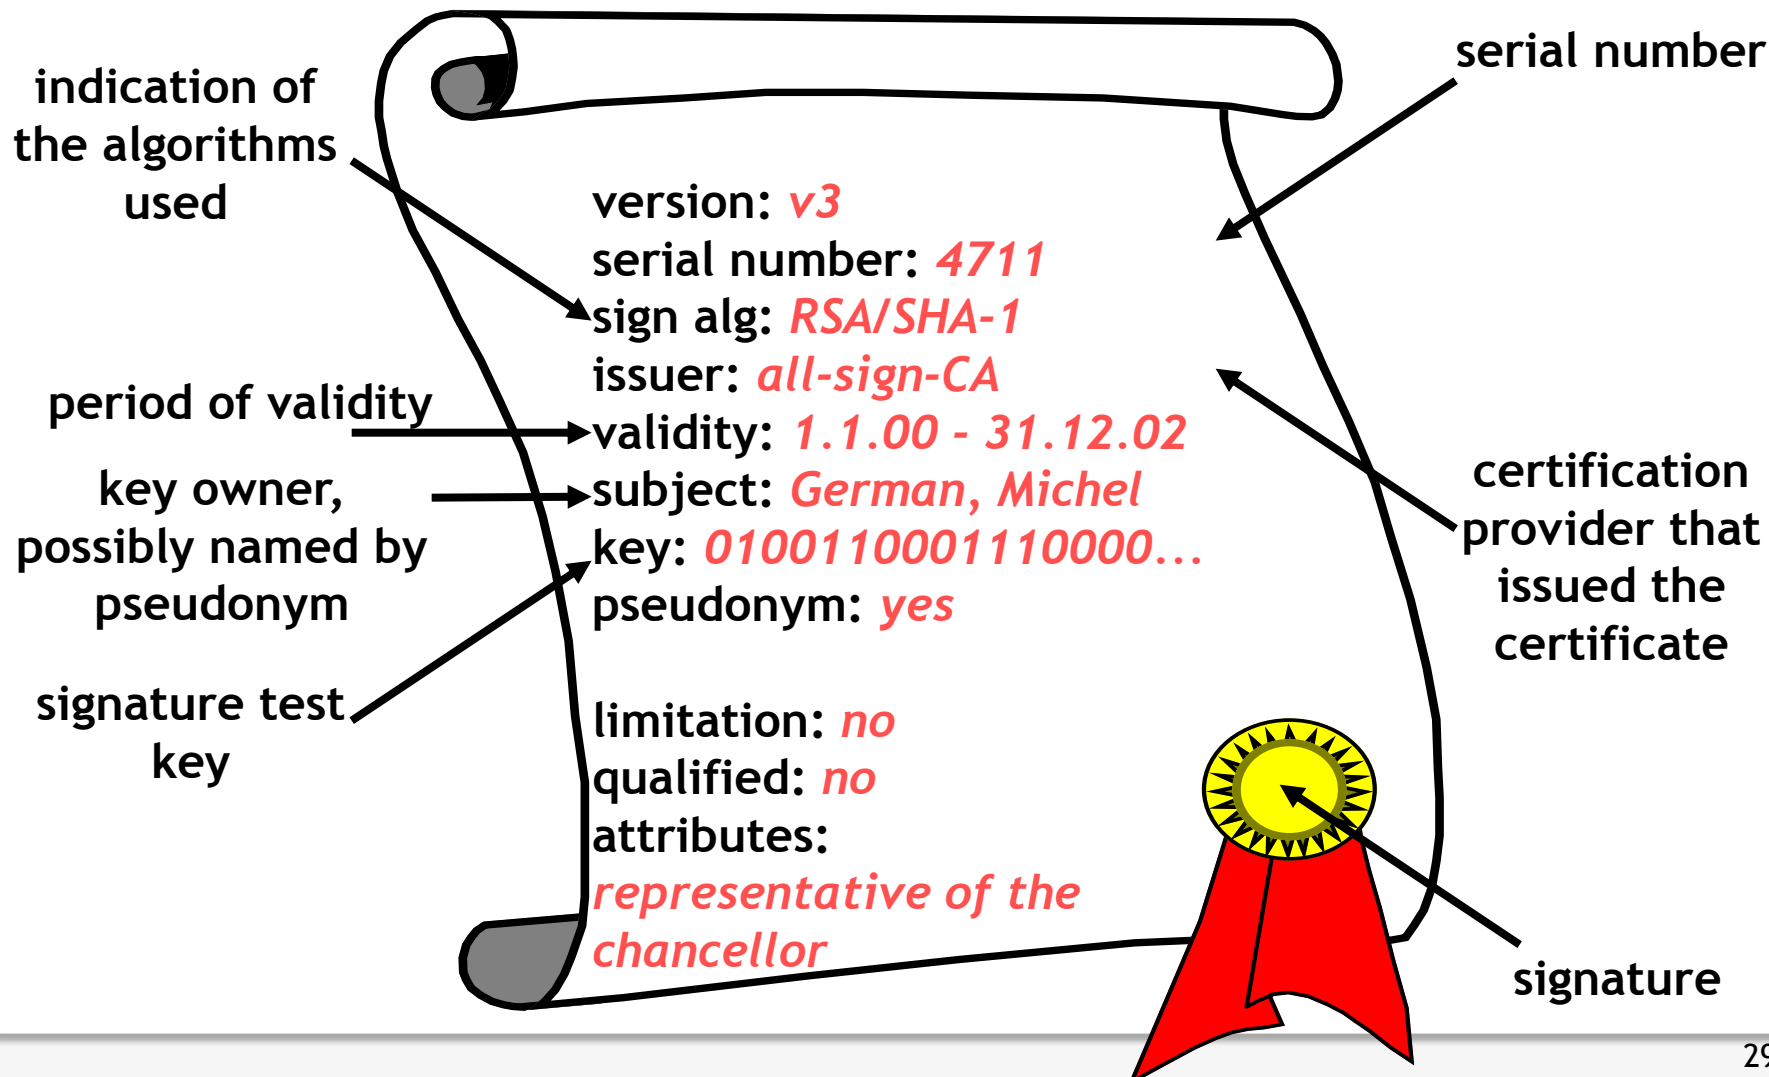 serial number
indication of
the algorithms
used
version: v3
serial number: 4711
sign alg: RSA/SHA-1
issuer: all-sign-CA
period of validity
validity: 1.1.00 - 31.12.02
key owner,
possibly named by
pseudonym
subject: German, Michel
key: 0100110001110000...
pseudonym: yes
certification
provider that
issued the
certificate
signature test
key
limitation: no
qualified: no
attributes:
representative of the
chancellor
signature
29